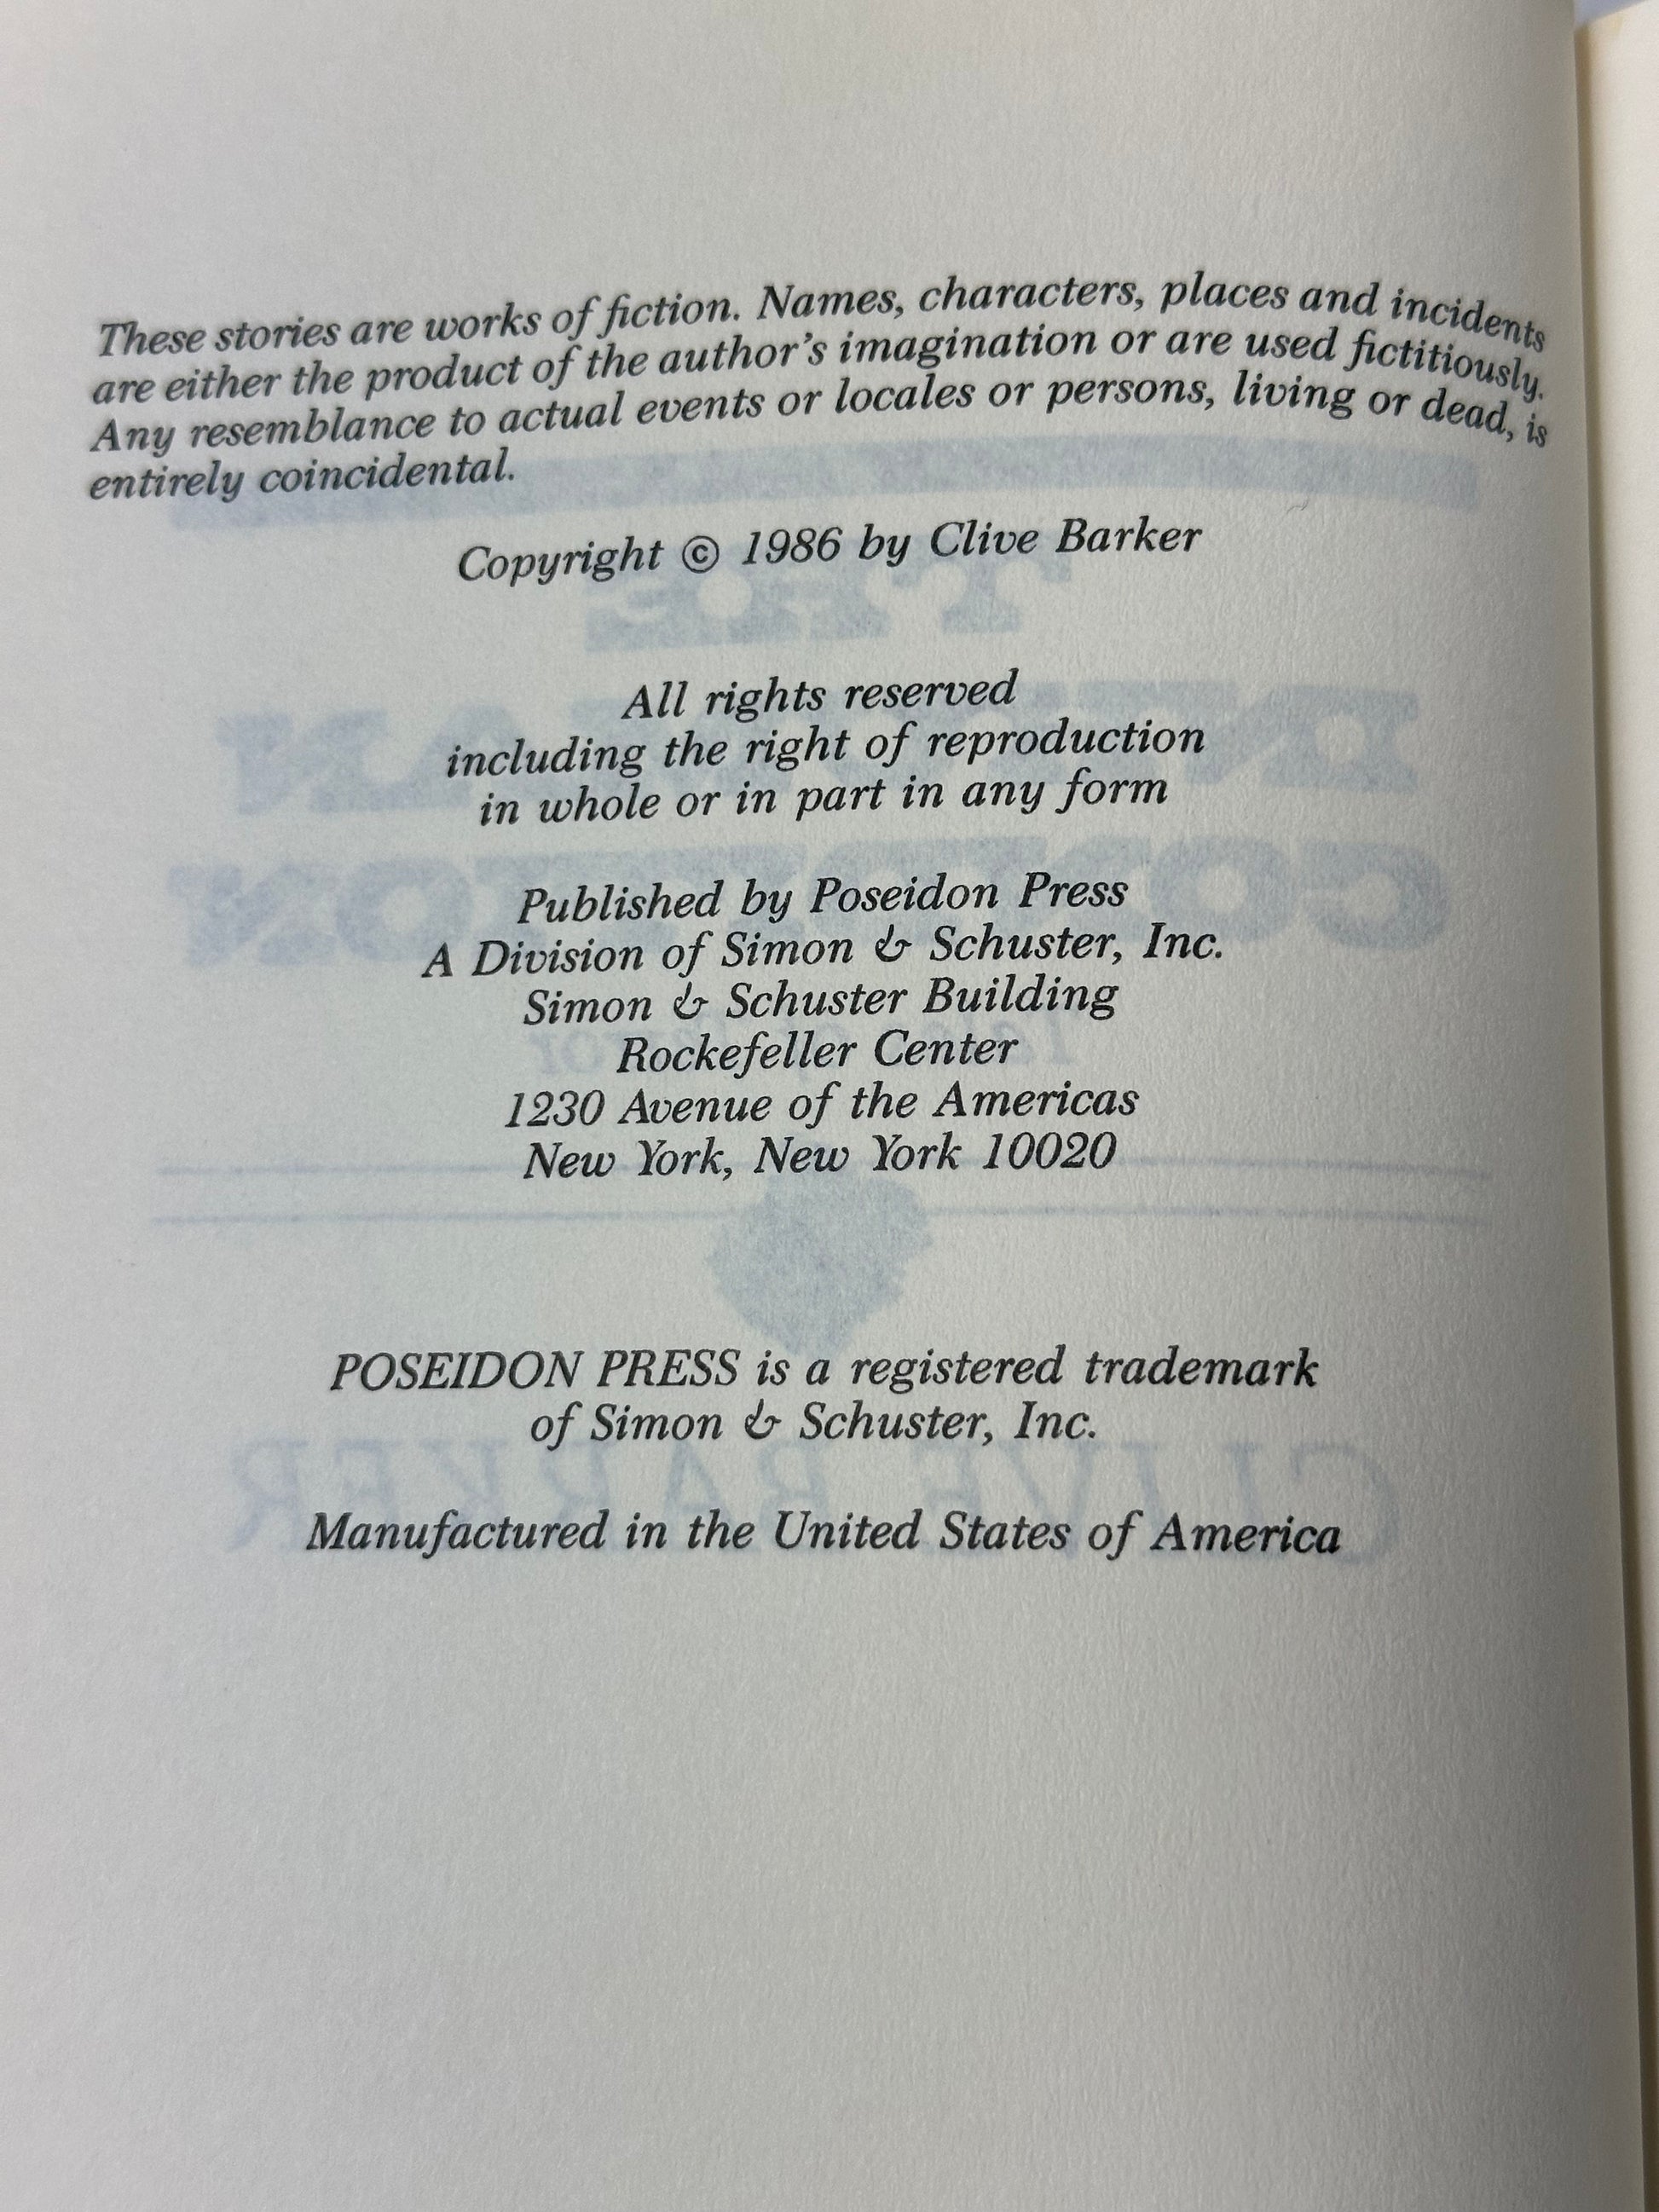 These stories are works of fiction. Names, characters, places and incidents
are either the product of the author's imagination or are used fictitiously.
Any resemblance to actual events or locales or persons, living or dead, is
entirely coincidental.
Copyright © 1986 by Clive Barker
THE
All rights reserved
including the right of reproduction
in whole or in part in any form
Published by Poseidon Press
A Division of Simon & Schuster, Inc.
Simon & Schuster Building
Rockefeller Center
1230 Avenue of the Americas
New York, New York 10020
POSEIDON PRESS is a registered trademark
of Simon & Schuster, Inc.
CLIVE BARKER
Manufactured in the United States of America